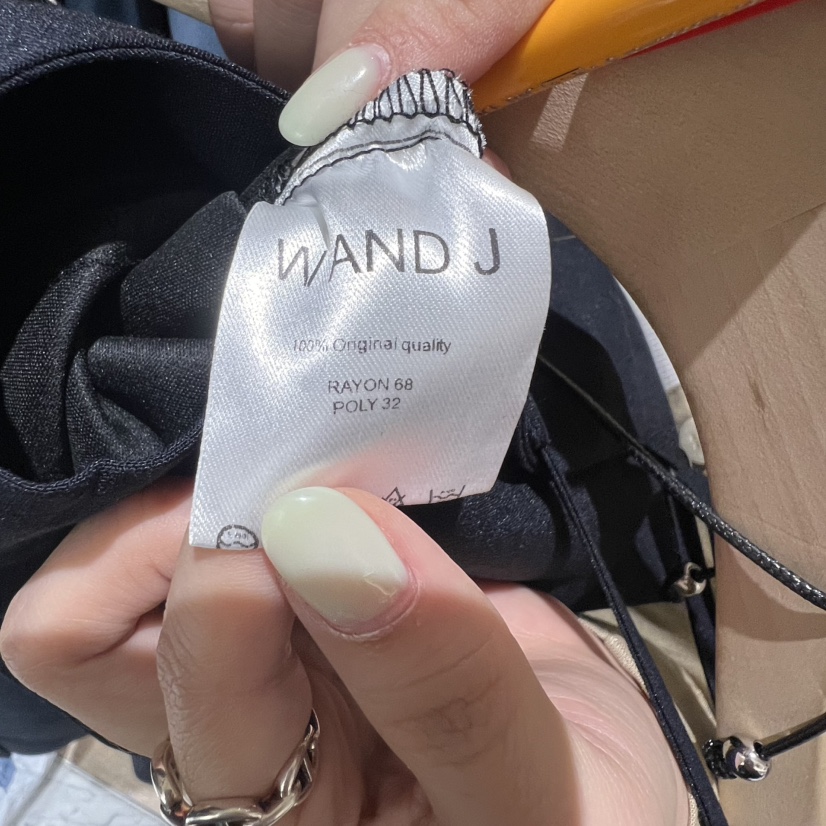 WAND J
100% Original quality
RAYON 68
POLY 32